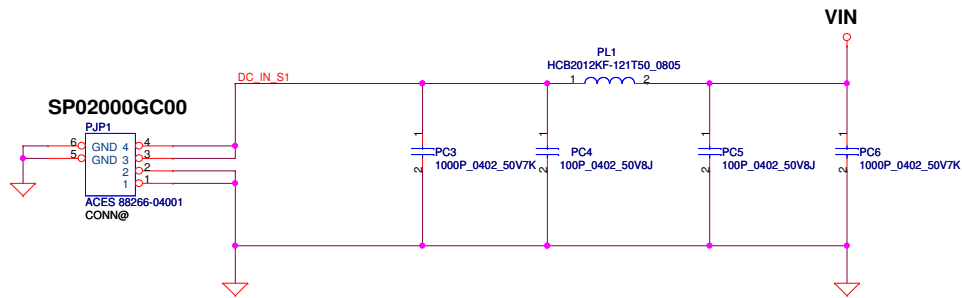 VIN
PL1
HCB2012KF-121T50_0805
DC_IN_S1
1 2
SP02000GC00
PJP1
6 GND 4 4
5 GND 3 3
2 2
1 1
ACES 88266-04001
CONN@
1
PC3
1000P_0402_50V7K
2
1
PC4
100P_0402_50V8J
2
1
PC5
100P_0402_50V8J
2
1
PC6
1000P_0402_50V7K
2